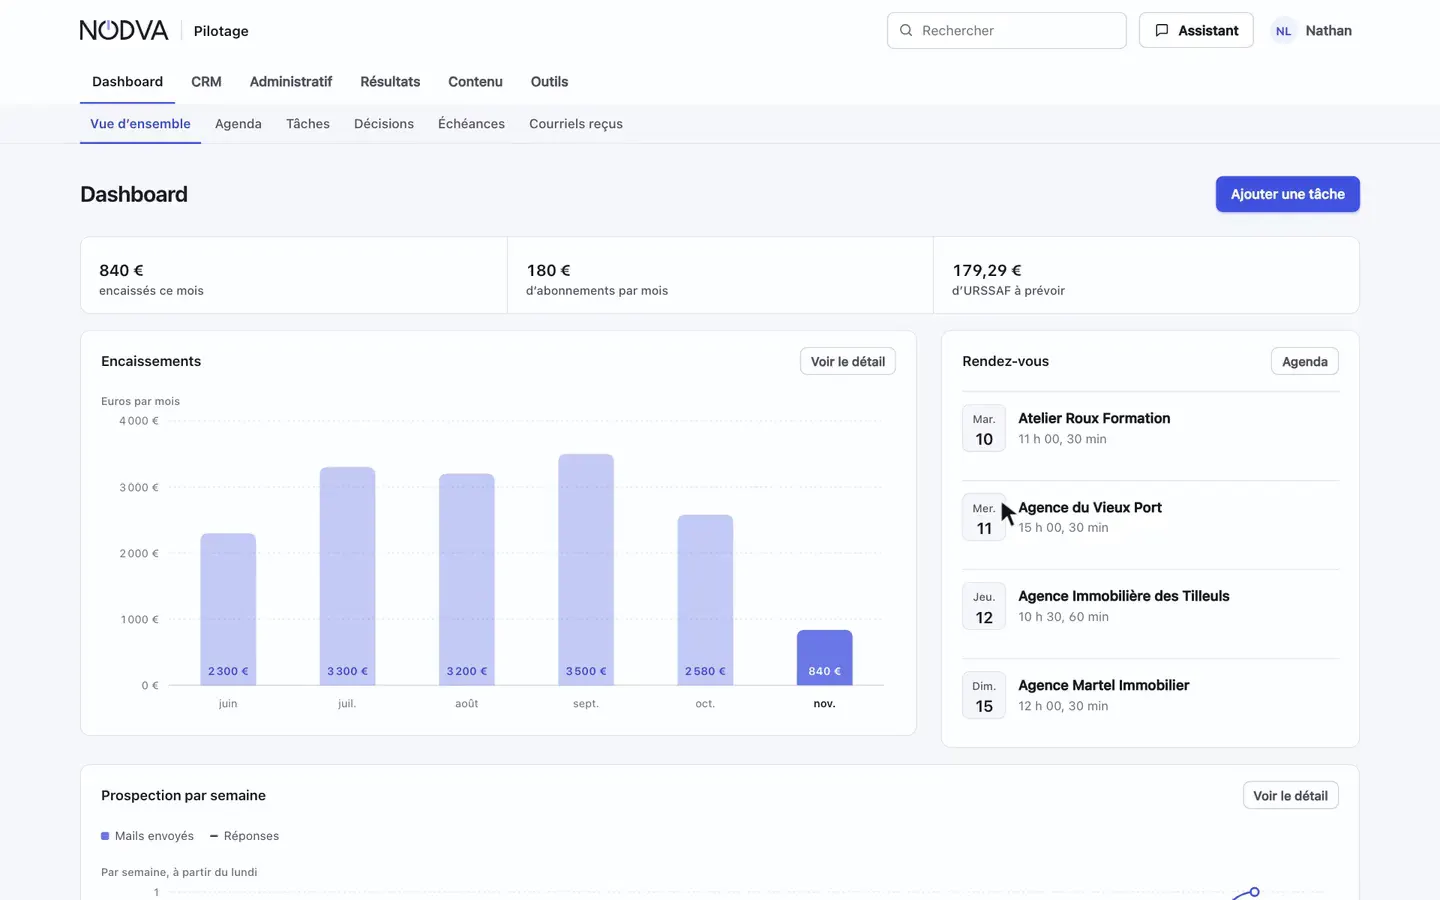 NODVA Pilotage
Rechercher
Assistant
NL Nathan
Dashboard CRM Administratif Résultats Contenu Outils
Vue d’ensemble Agenda Tâches Décisions Échéances Courriels reçus
Dashboard
Ajouter une tâche
840 €
encaissés ce mois
180 €
d’abonnements par mois
179,29 €
d’URSSAF à prévoir
Encaissements
Voir le détail
Euros par mois
4 000 €
3 000 €
2 000 €
1 000 €
0 €
2 300 € 3 300 € 3 200 € 3 500 € 2 580 € 840 €
juin juil. août sept. oct. nov.
Rendez-vous
Agenda
Mar.
10
Atelier Roux Formation
11 h 00, 30 min
Mer.
11
Agence du Vieux Port
15 h 00, 30 min
Jeu.
12
Agence Immobilière des Tilleuls
10 h 30, 60 min
Dim.
15
Agence Martel Immobilier
12 h 00, 30 min
Prospection par semaine
Voir le détail
Mails envoyés Réponses
Par semaine, à partir du lundi
1